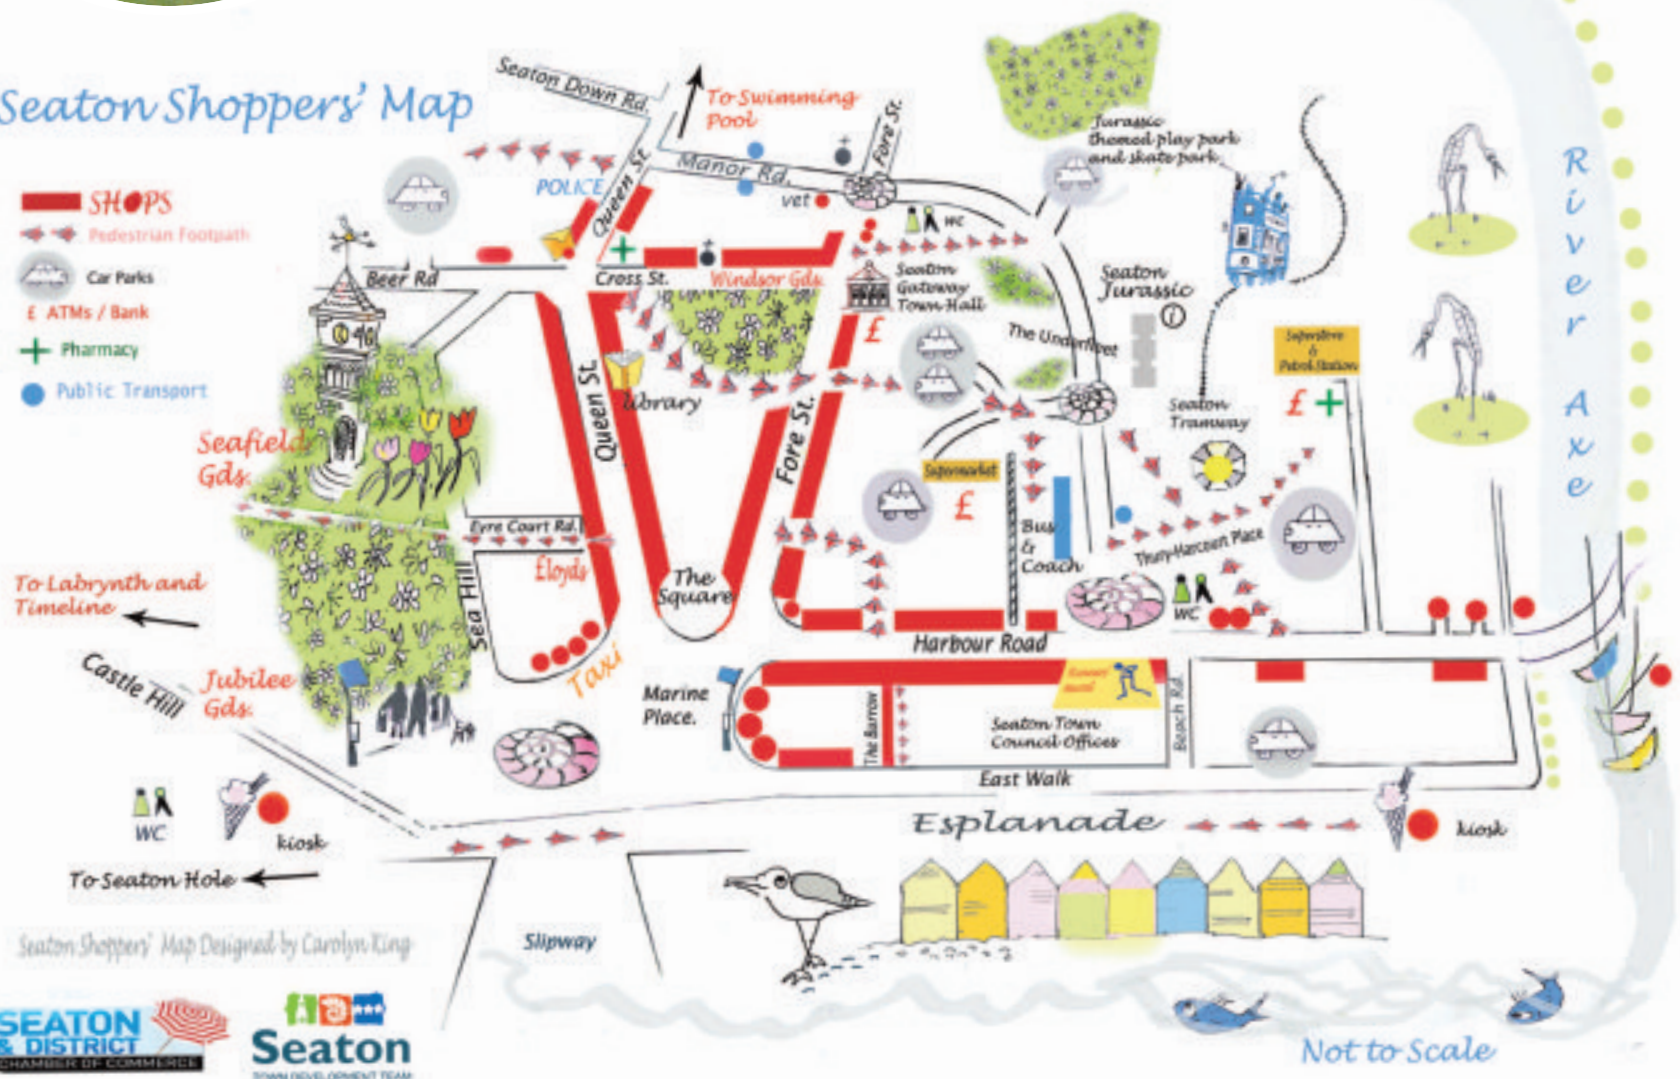 Seaton Shoppers' Map
SHOPS
Pedestrian Footpath
Car Parks
£ ATMs / Bank
Pharmacy
Public Transport
Seaton Down Rd.
To Swimming
Pool
Manor Rd.
Fore St.
POLICE
Queen St.
vet
WC
Jurassic
themed play park
and skate park
Beer Rd
Cross St.
Windsor Gds.
Seaton
Gateway
Town Hall
£
Seaton
Jurassic
i
The Underfleet
Superstore
&
Petrol Station
£
River Axe
Library
Queen St.
Fore St.
Seaton
Tramway
Seafield
Gds.
Supermarket
£
Eyre Court Rd.
£loyds
Bus
&
Coach
Thury-Harcourt Place
The
Square
WC
To Labrynth and
Timeline
Sea Hill
Harbour Road
Castle Hill
Jubilee
Gds.
Taxi
Marine
Place.
The Burrow
Seaton Town
Council Offices
Beach Rd.
East Walk
WC
kiosk
Esplanade
kiosk
To Seaton Hole
Slipway
Seaton Shoppers' Map Designed by Carolyn King
SEATON
& DISTRICT
CHAMBER OF COMMERCE
Seaton
TOWN DEVELOPMENT TEAM
Not to Scale